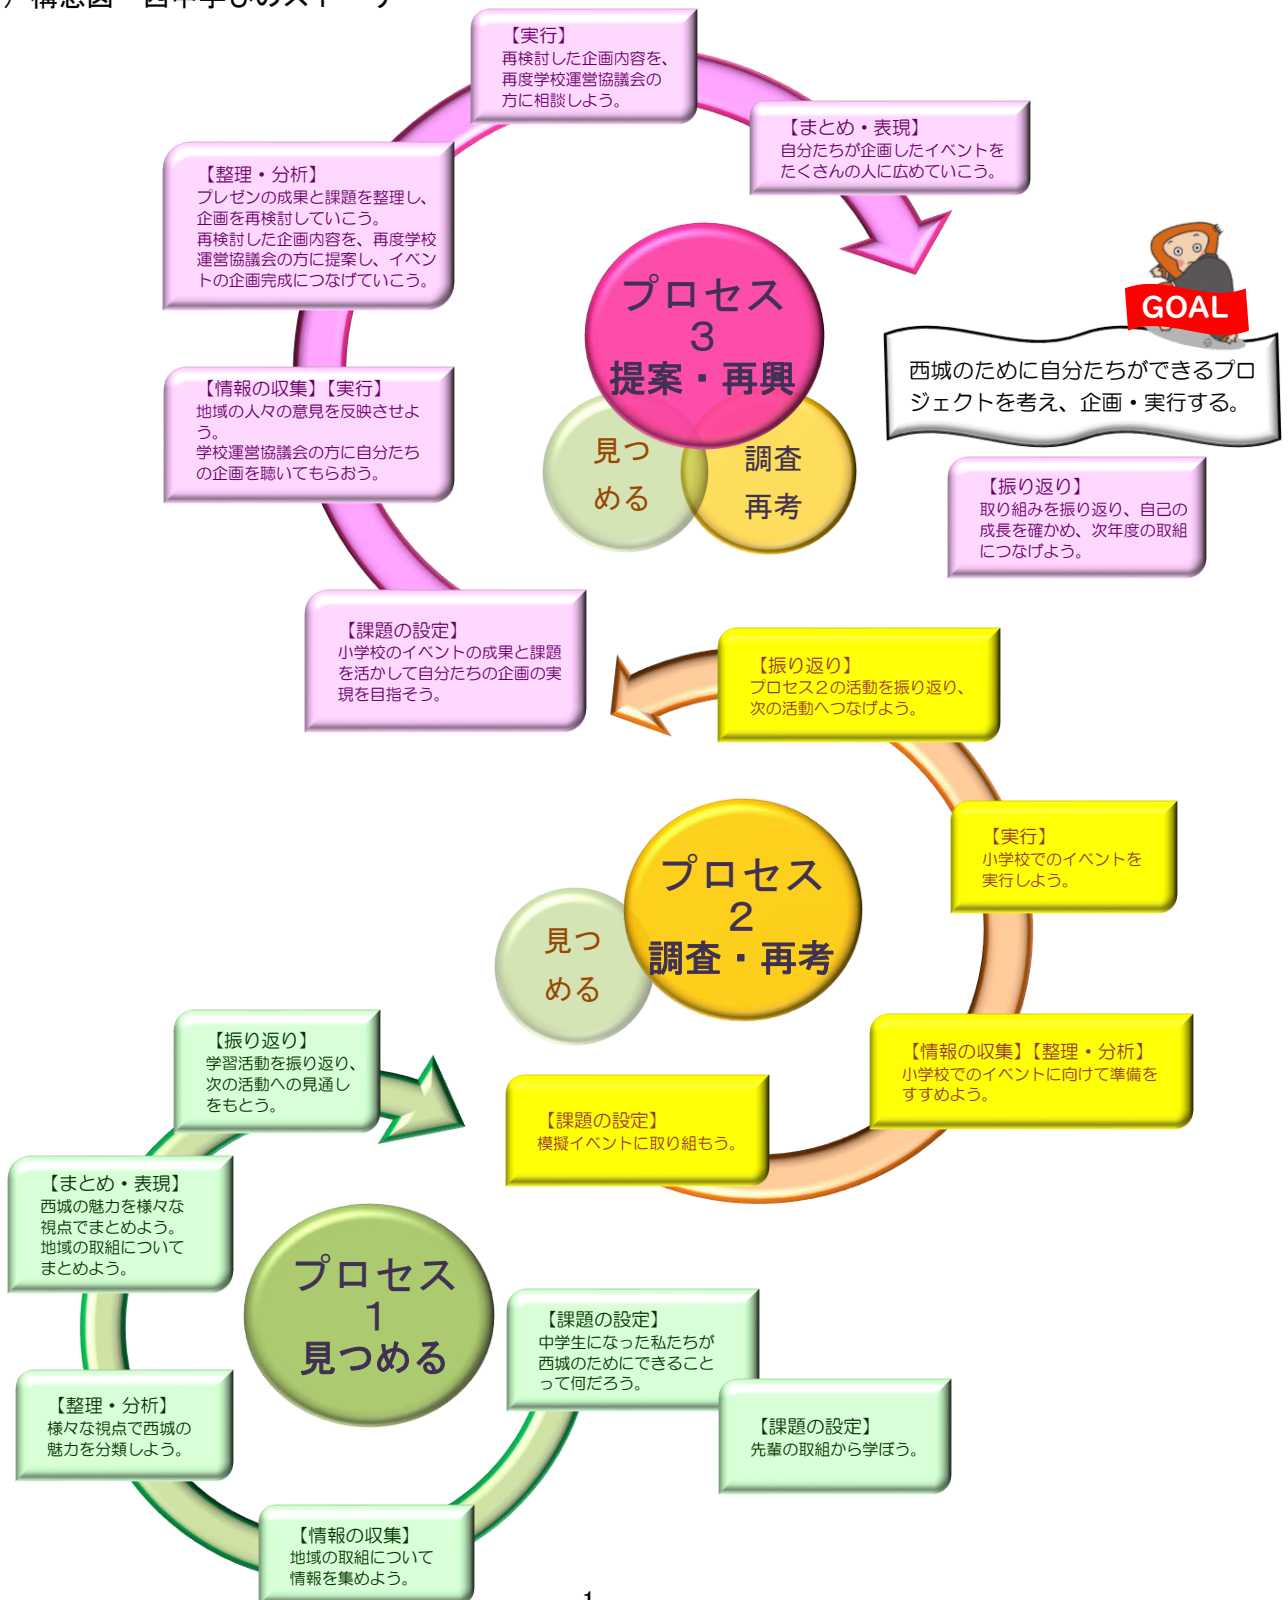 【実行】
再検討した企画内容を、
再度学校運営協議会の
方に相談しよう。
【まとめ・表現】
自分たちが企画したイベントを
たくさんの人に広めていこう。
【整理・分析】
プレゼンの成果と課題を整理し、
企画を再検討していこう。
再検討した企画内容を、再度学校
運営協議会の方に提案し、イベン
トの企画完成につなげていこう。
プロセス
３
提案・再興
見つ
める
調査
再考
GOAL
西城のために自分たちができるプロ
ジェクトを考え、企画・実行する。
【情報の収集】【実行】
地域の人々の意見を反映させよ
う。
学校運営協議会の方に自分たち
の企画を聴いてもらおう。
【振り返り】
取り組みを振り返り、自己の
成長を確かめ、次年度の取組
につなげよう。
【課題の設定】
小学校のイベントの成果と課題
を活かして自分たちの企画の実
現を目指そう。
【振り返り】
プロセス２の活動を振り返り、
次の活動へつなげよう。
【実行】
小学校でのイベントを
実行しよう。
プロセス
２
調査・再考
見つ
める
【情報の収集】【整理・分析】
小学校でのイベントに向けて準備を
すすめよう。
【課題の設定】
模擬イベントに取り組もう。
【振り返り】
学習活動を振り返り、
次の活動への見通し
をもとう。
【まとめ・表現】
西城の魅力を様々な
視点でまとめよう。
地域の取組について
まとめよう。
プロセス
１
見つめる
【課題の設定】
中学生になった私たちが
西城のためにできること
って何だろう。
【課題の設定】
先輩の取組から学ぼう。
【整理・分析】
様々な視点で西城の
魅力を分類しよう。
【情報の収集】
地域の取組について
情報を集めよう。